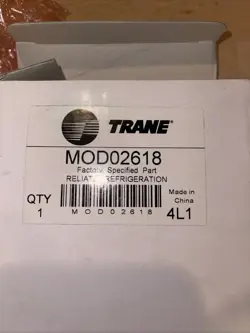 TRANE
MOD02618
Factory Specified Part
REFRIGERATION
QTY
1
Made in
China
MOD02618
4L1